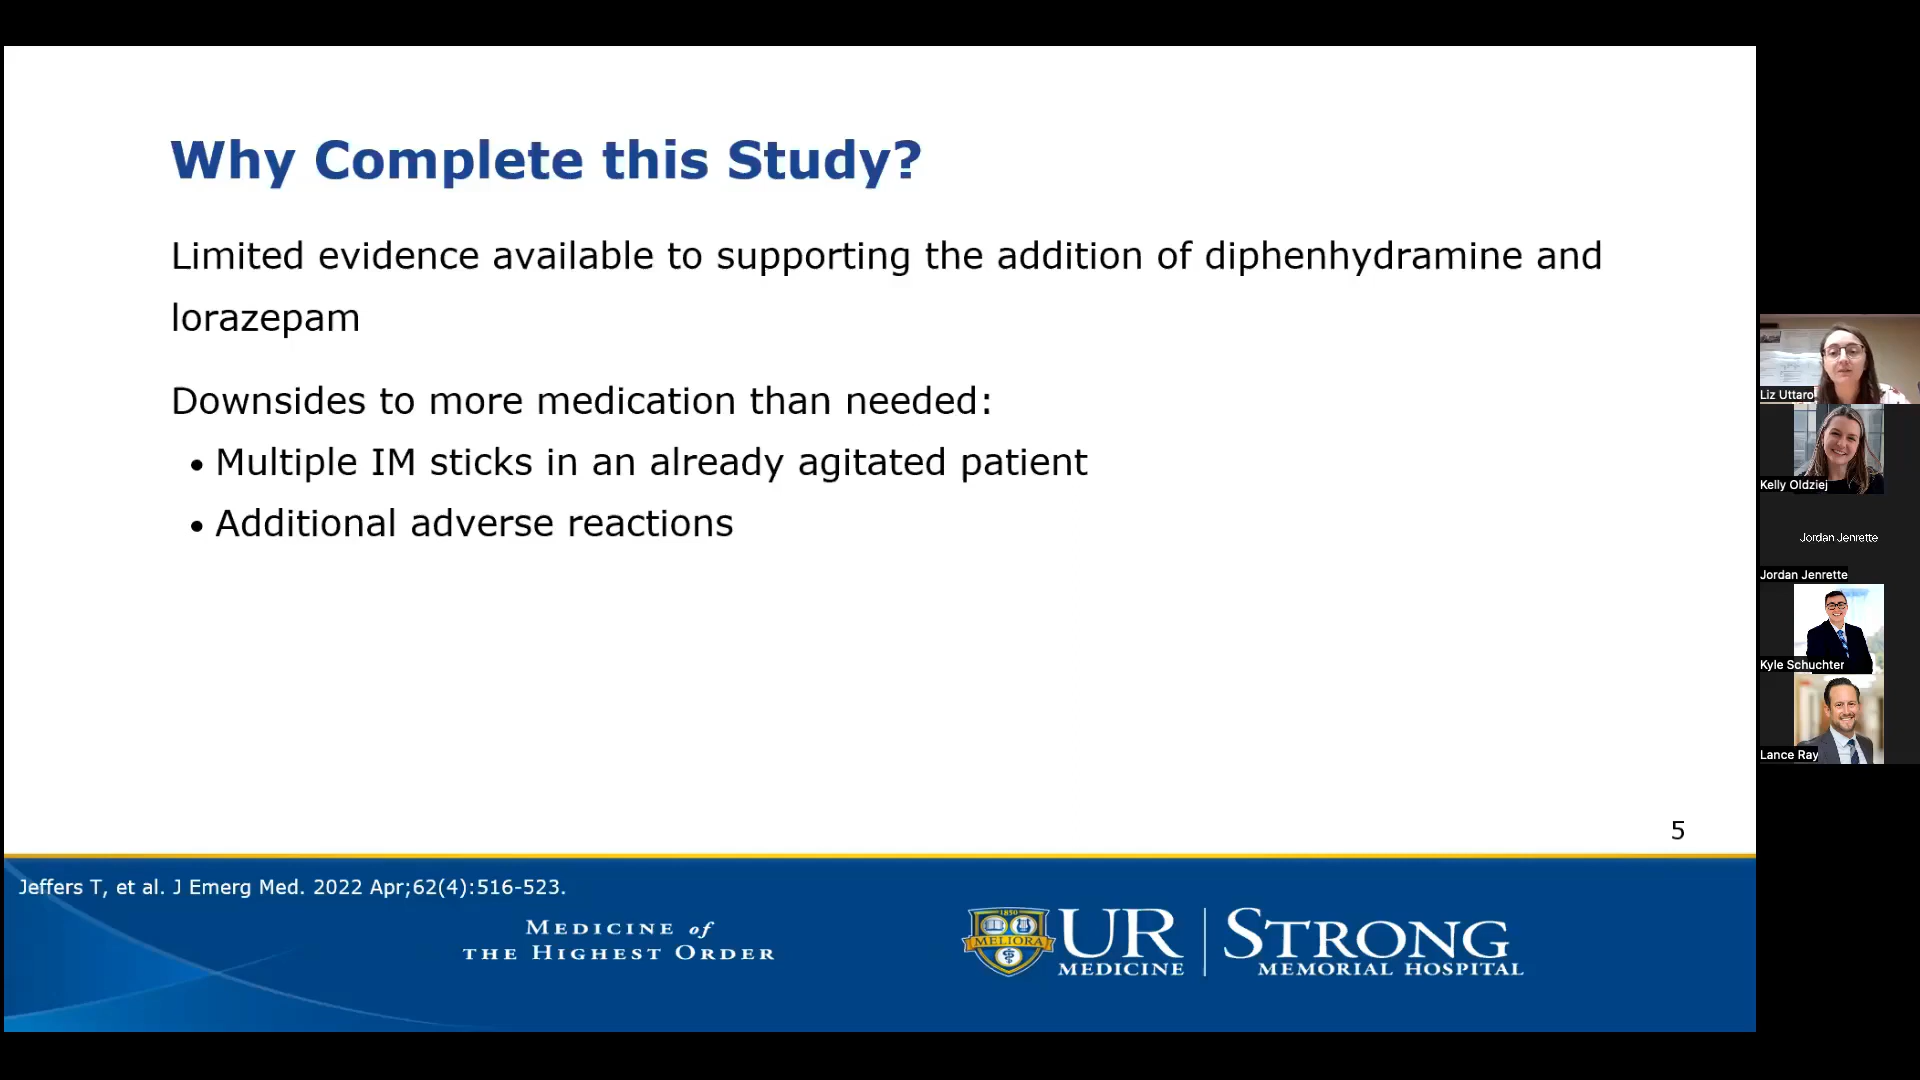 Why Complete this Study?
Limited evidence available to supporting the addition of diphenhydramine and
lorazepam
Downsides to more medication than needed:
• Multiple IM sticks in an already agitated patient
• Additional adverse reactions
5
Jeffers T, et al. J Emerg Med. 2022 Apr;62(4):516-523.
MEDICINE of
THE HIGHEST ORDER
1850
MELIORA
UR
MEDICINE
STRONG
MEMORIAL HOSPITAL
Liz Uttaro
Kelly Oldziej
Jordan Jenrette
Jordan Jenrette
Kyle Schuchter
Lance Ray